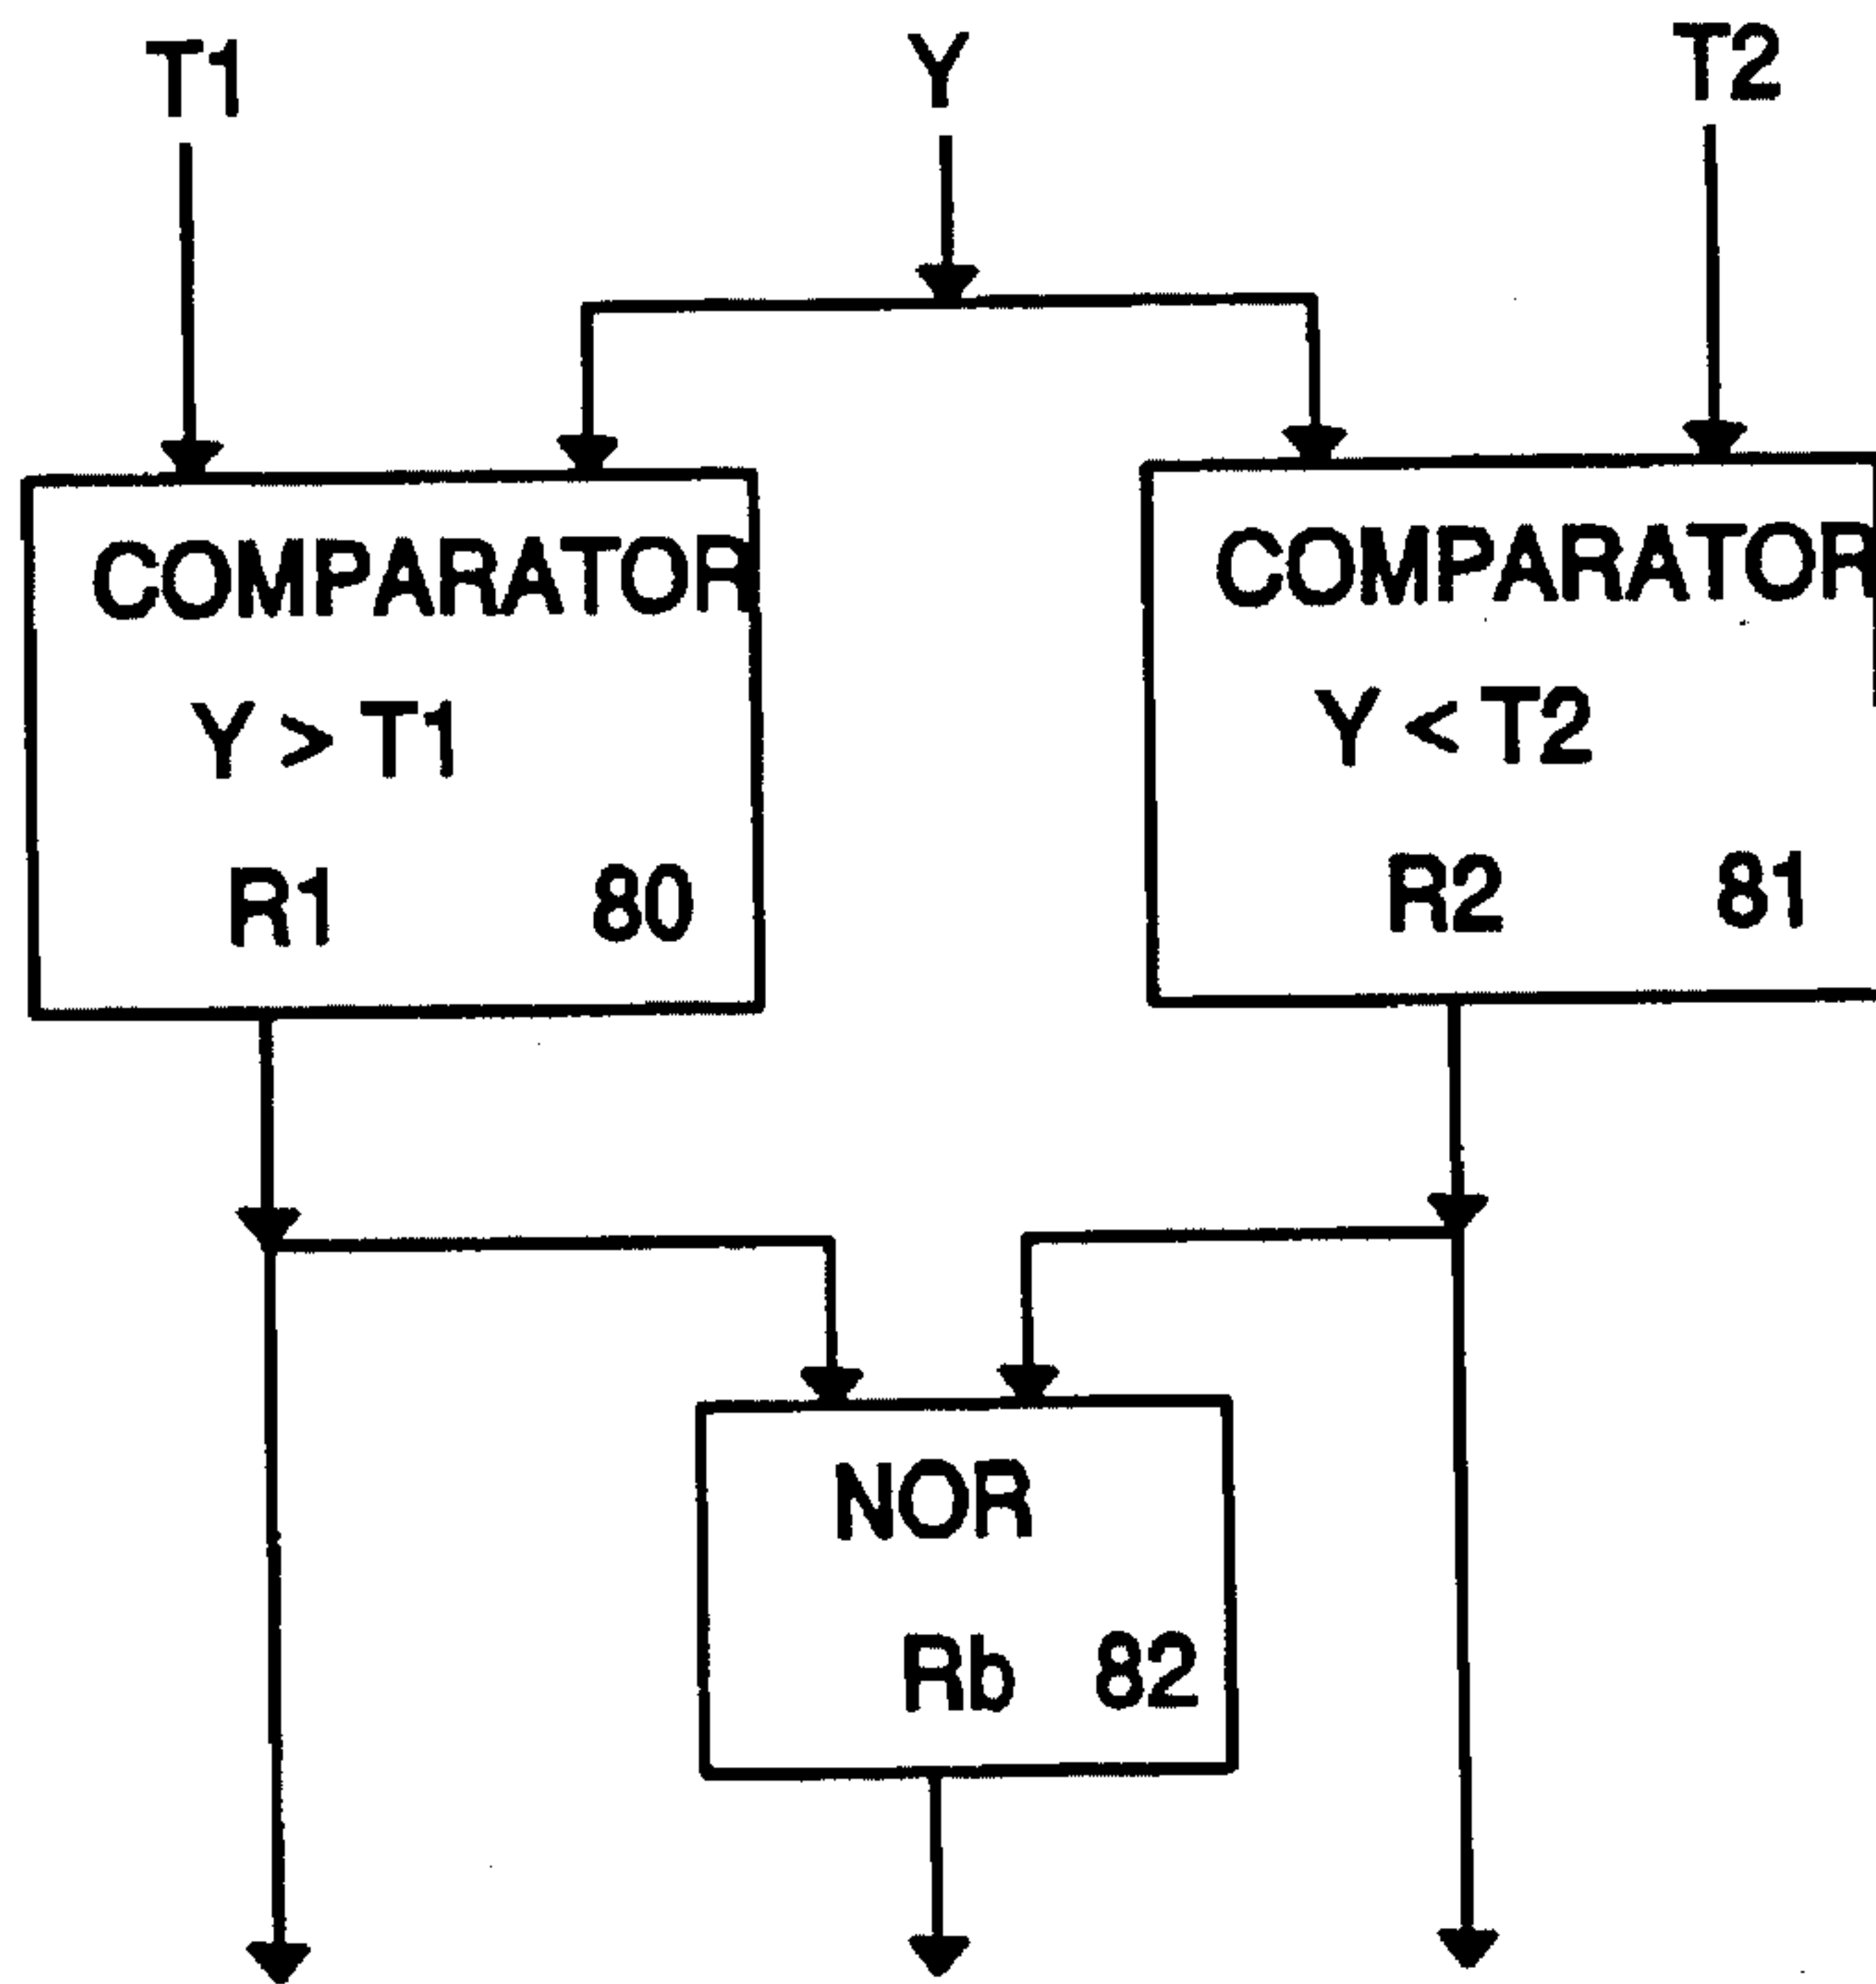 T1 Y T2
COMPARATOR
Y > T1
R1 80
COMPARATOR
Y < T2
R2 81
NOR
Rb 82